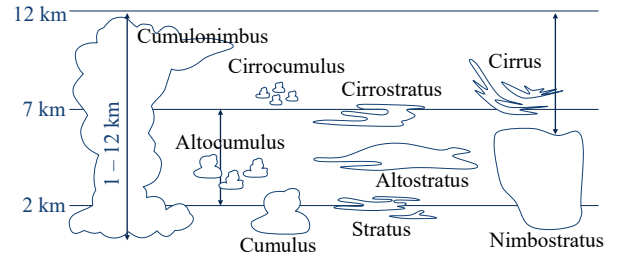 12 km
Cumulonimbus
Cirrocumulus
Cirrus
Cirrostratus
7 km
1 – 12 km
Altocumulus
Altostratus
2 km
Stratus
Cumulus
Nimbostratus